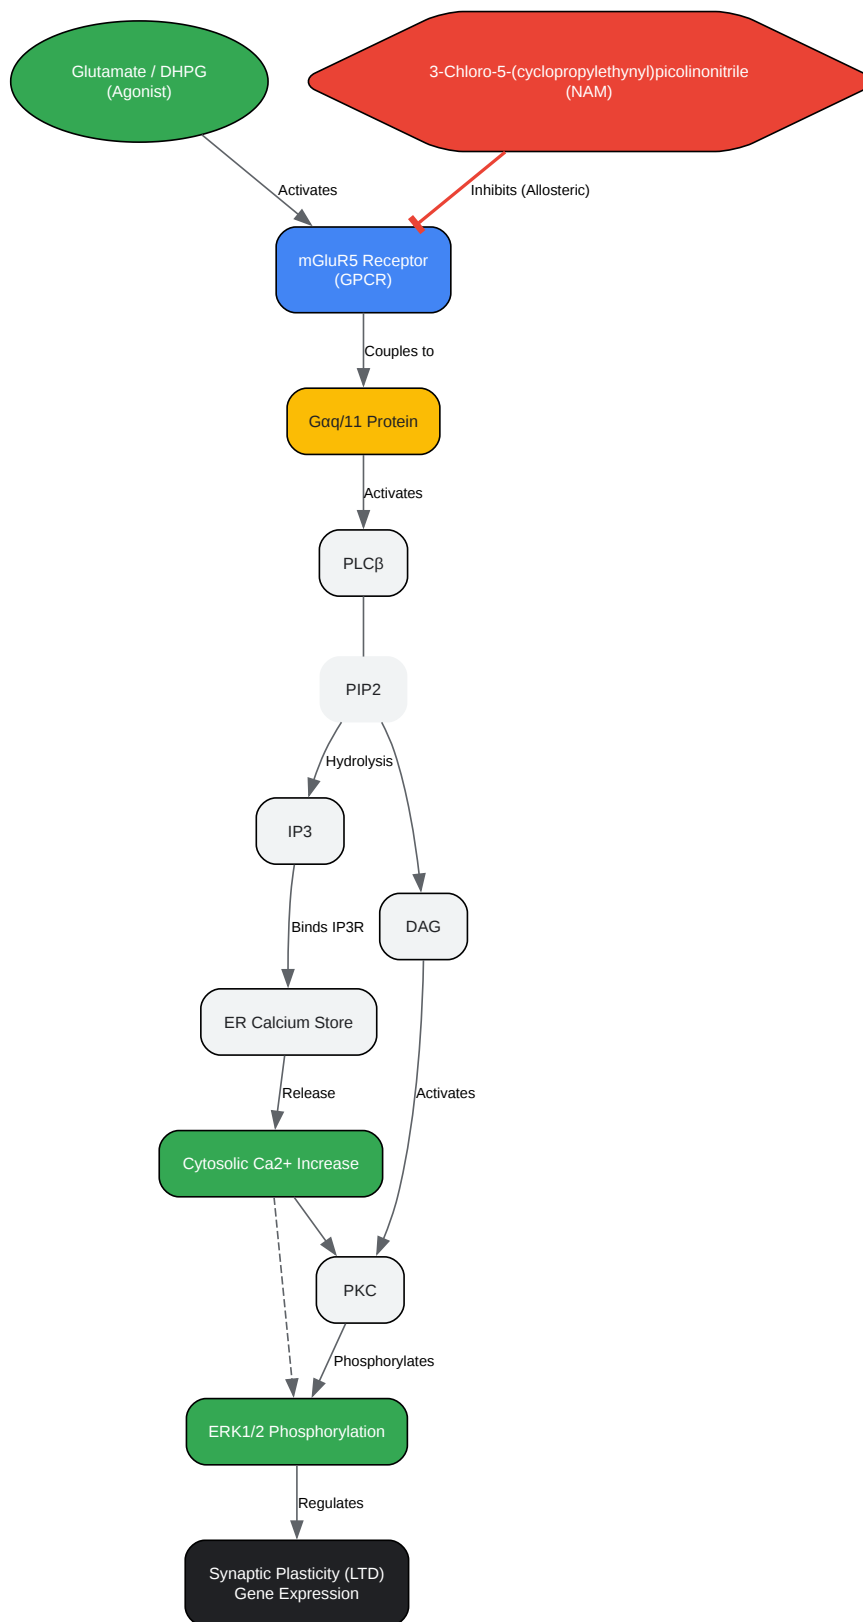 Glutamate / DHPG
(Agonist)
3-Chloro-5-(cyclopropylethynyl)picolinonitrile
(NAM)
Activates
Inhibits (Allosteric)
mGluR5 Receptor
(GPCR)
Couples to
Gαq/11 Protein
Activates
PLCβ
PIP2
Hydrolysis
IP3
DAG
Binds IP3R
ER Calcium Store
Release
Activates
Cytosolic Ca2+ Increase
PKC
Phosphorylates
ERK1/2 Phosphorylation
Regulates
Synaptic Plasticity (LTD)
Gene Expression